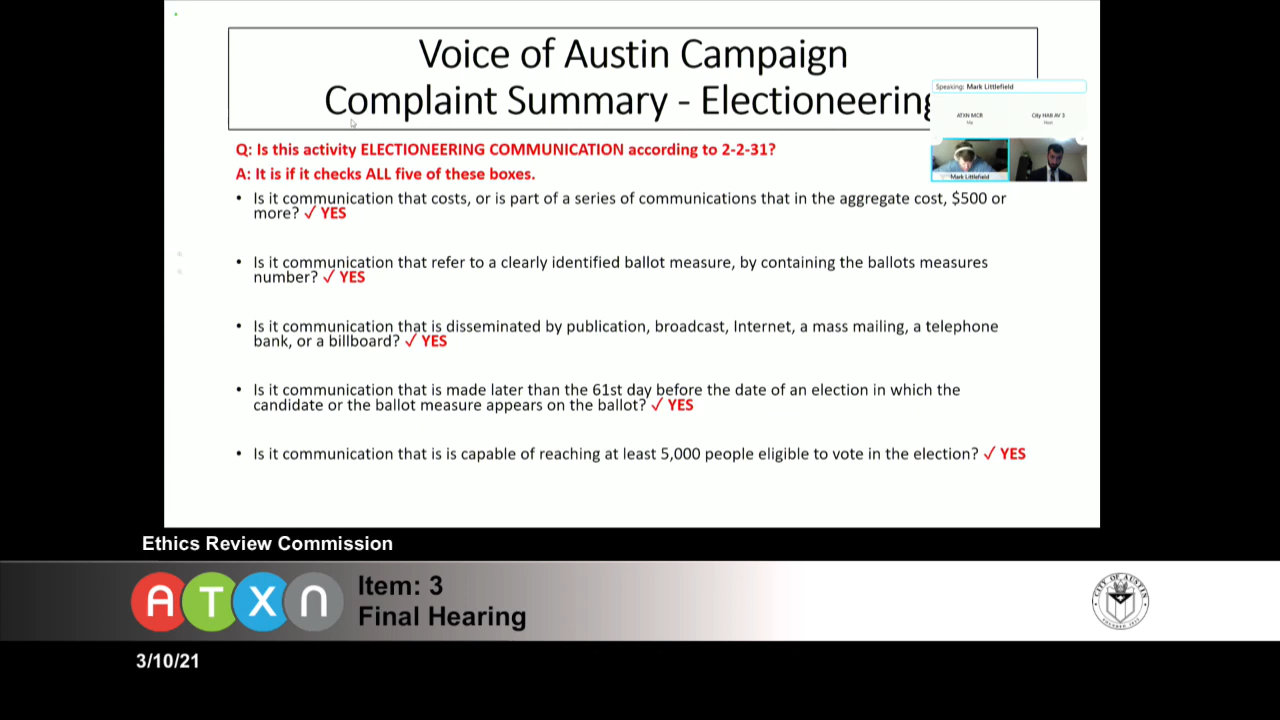 Voice of Austin Campaign
Complaint Summary - Electioneering
Speaking: Mark Littlefield
ATXN MCR
Me
City Hall AV 3
Host
Mark Littlefield
Q: Is this activity ELECTIONEERING COMMUNICATION according to 2-2-31?
A: It is if it checks ALL five of these boxes.
• Is it communication that costs, or is part of a series of communications that in the aggregate cost, $500 or
more? ✓ YES
• Is it communication that refer to a clearly identified ballot measure, by containing the ballots measures
number? ✓ YES
• Is it communication that is disseminated by publication, broadcast, Internet, a mass mailing, a telephone
bank, or a billboard? ✓ YES
• Is it communication that is made later than the 61st day before the date of an election in which the
candidate or the ballot measure appears on the ballot? ✓ YES
• Is it communication that is is capable of reaching at least 5,000 people eligible to vote in the election? ✓ YES
Ethics Review Commission
ATXN
Item: 3
Final Hearing
CITY OF AUSTIN
3/10/21